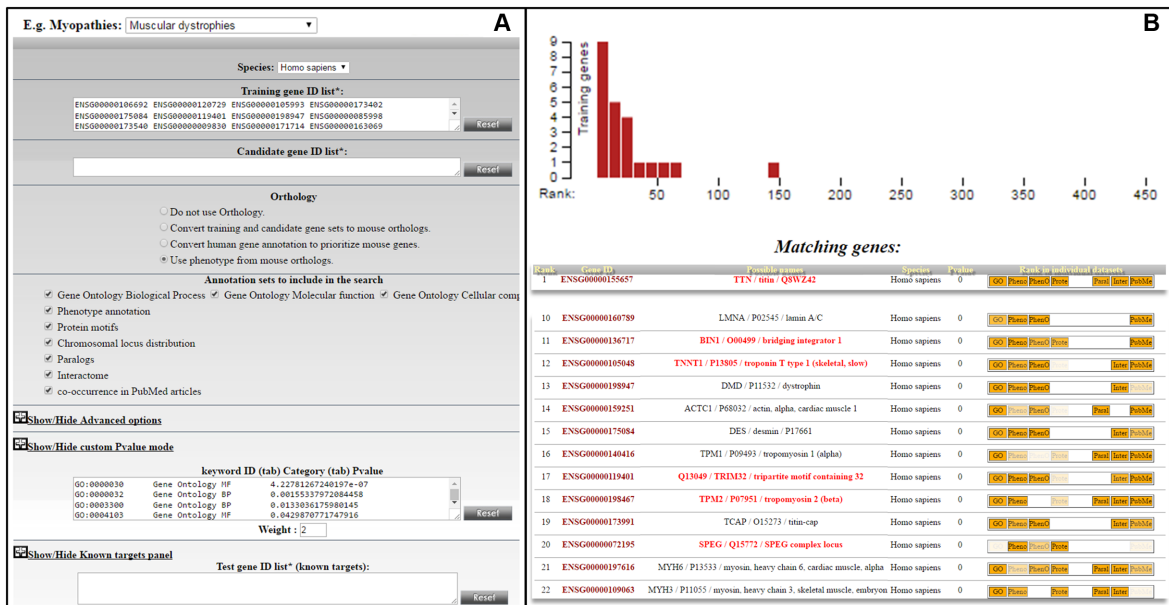 E.g. Myopathies: Muscular dystrophies
A
Species: Homo sapiens
Training gene ID list*:
ENSG00000106692 ENSG00000120729 ENSG00000105993 ENSG00000173402
ENSG00000175084 ENSG00000119401 ENSG00000198947 ENSG00000085998
ENSG00000173540 ENSG00000009830 ENSG00000171714 ENSG00000163069
Reset
Candidate gene ID list*:
Reset
Orthology
Do not use Orthology.
Convert training and candidate gene sets to mouse orthologs.
Convert human gene annotation to prioritize mouse genes.
Use phenotype from mouse orthologs.
Annotation sets to include in the search
Gene Ontology Biological Process Gene Ontology Molecular function Gene Ontology Cellular comp
Phenotype annotation
Protein motifs
Chromosomal locus distribution
Paralogs
Interactome
co-occurrence in PubMed articles
Show/Hide Advanced options
Show/Hide custom Pvalue mode
keyword ID (tab) Category (tab) Pvalue
GO:0000030 Gene Ontology MF 4.22781267240197e-07
GO:0000032 Gene Ontology BP 0.00155337972084458
GO:0003300 Gene Ontology BP 0.0133036175980145
GO:0004103 Gene Ontology MF 0.0429870771747916
Reset
Weight : 2
Show/Hide Known targets panel
Test gene ID list* (known targets):
Reset
B
9
8
7
6
5
4
3
2
1
0
Training genes
Rank: 50 100 150 200 250 300 350 400 450
Matching genes:
Rank Gene ID Possible names Species Pvalue Rank in individual datasets
1 ENSG00000155657 TTN / titin / Q8WZ42 Homo sapiens 0 GO Pheno PhenO Prote Paral Inter PubMe
10 ENSG00000160789 LMNA / P02545 / lamin A/C Homo sapiens 0 GO Pheno PhenO PubMe
11 ENSG00000136717 BIN1 / O00499 / bridging integrator 1 Homo sapiens 0 GO Pheno PhenO Prote PubMe
12 ENSG00000105048 TNNT1 / P13805 / troponin T type 1 (skeletal, slow) Homo sapiens 0 GO Pheno PhenO Inter PubMe
13 ENSG00000198947 DMD / P11532 / dystrophin Homo sapiens 0 GO Pheno PhenO Inter PubMe
14 ENSG00000159251 ACTC1 / P68032 / actin, alpha, cardiac muscle 1 Homo sapiens 0 GO Pheno PhenO Paral PubMe
15 ENSG00000175084 DES / desmin / P17661 Homo sapiens 0 GO Pheno PhenO Inter PubMe
16 ENSG00000140416 TPM1 / P09493 / tropomyosin 1 (alpha) Homo sapiens 0 GO Pheno Prote Paral Inter PubMe
17 ENSG00000119401 Q13049 / TRIM32 / tripartite motif containing 32 Homo sapiens 0 GO Pheno PhenO Inter PubMe
18 ENSG00000198467 TPM2 / P07951 / tropomyosin 2 (beta) Homo sapiens 0 GO Pheno Prote Paral Inter PubMe
19 ENSG00000173991 TCAP / O15273 / titin-cap Homo sapiens 0 GO Pheno PhenO Inter PubMe
20 ENSG00000072195 SPEG / Q15772 / SPEG complex locus Homo sapiens 0 Pheno PhenO Prote
21 ENSG00000197616 MYH6 / P13533 / myosin, heavy chain 6, cardiac muscle, alpha Homo sapiens 0 GO Pheno PhenO Prote Paral Inter PubMe
22 ENSG00000109063 MYH3 / P11055 / myosin, heavy chain 3, skeletal muscle, embryon Homo sapiens 0 GO Pheno Prote Paral Inter